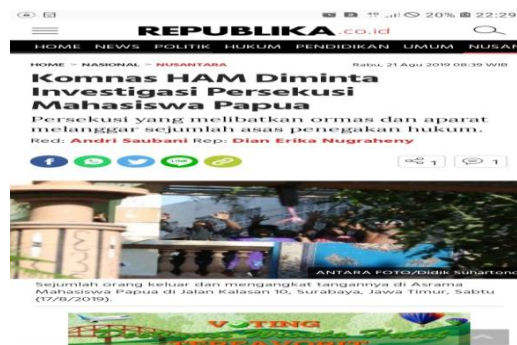 20% 22:29
REPUBLIKA.co.id
HOME NEWS POLITIK HUKUM PENDIDIKAN UMUM NUSAN
HOME > NASIONAL > NUSANTARA
Rabu, 21 Agu 2019 08:39 WIB
Komnas HAM Diminta
Investigasi Persekusi
Mahasiswa Papua
Persekusi yang melibatkan ormas dan aparat
melanggar sejumlah asas penegakan hukum.
Red: Andri Saubani Rep: Dian Erika Nugraheny
LINE
1
1
ANTARA FOTO/Didik Suhartono
Sejumlah orang keluar dan mengangkat tangannya di Asrama
Mahasiswa Papua di Jalan Kalasan 10, Surabaya, Jawa Timur, Sabtu
(17/8/2019).
VOTING